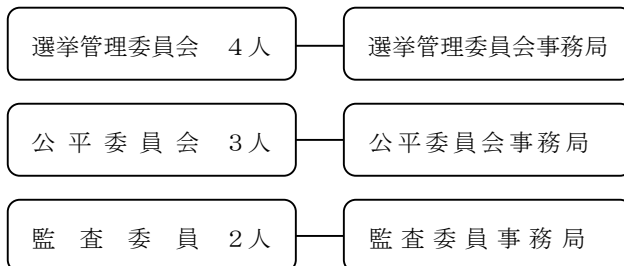 選挙管理委員会　４人　選挙管理委員会事務局
公平委員会　３人　公平委員会事務局
監査委員　２人　監査委員事務局